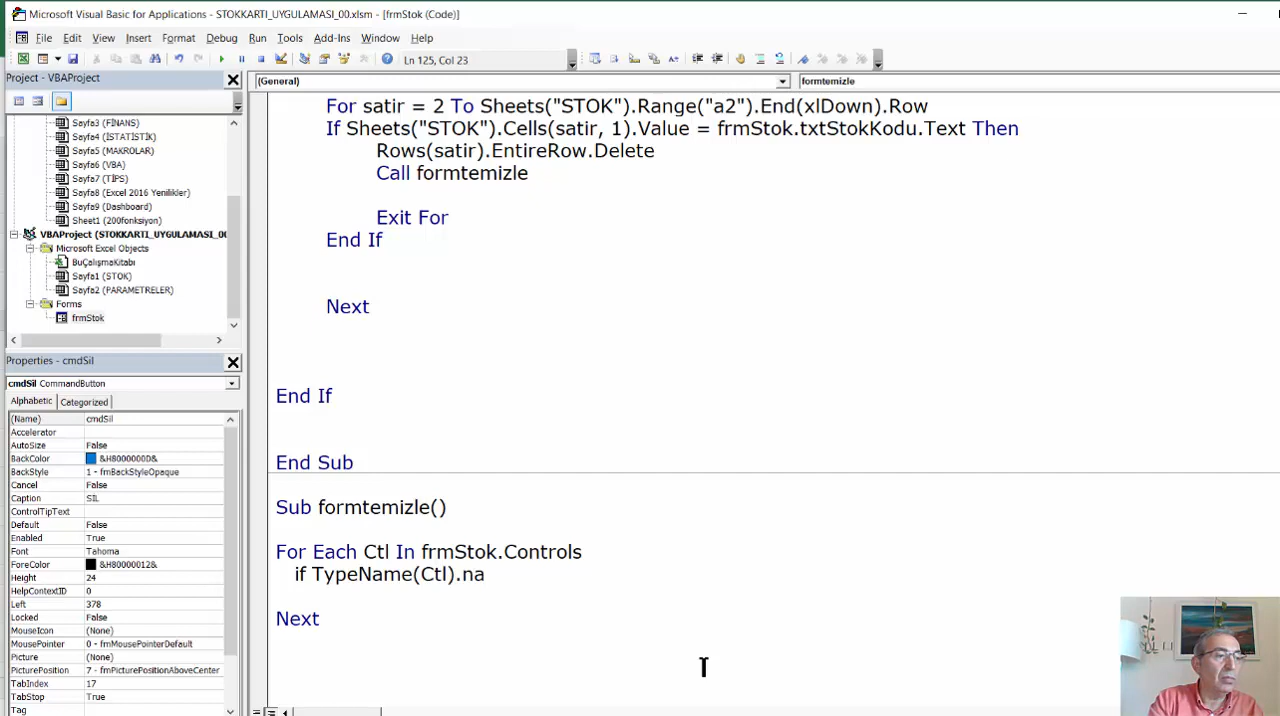 Microsoft Visual Basic for Applications - STOKKARTI_UYGULAMASI_00.xlsm - [frmStok (Code)]
File Edit View Insert Format Debug Run Tools Add-Ins Window Help
Ln 125, Col 23
Project - VBAProject
Sayfa3 (FİNANS)
Sayfa4 (İSTATİSTİK)
Sayfa5 (MAKROLAR)
Sayfa6 (VBA)
Sayfa7 (TİPS)
Sayfa8 (Excel 2016 Yenilikler)
Sayfa9 (Dashboard)
Sheet1 (200fonksiyon)
VBAProject (STOKKARTI_UYGULAMASI_00
Microsoft Excel Objects
BuÇalışmaKitabı
Sayfa1 (STOK)
Sayfa2 (PARAMETRELER)
Forms
frmStok
Properties - cmdSil
cmdSil CommandButton
Alphabetic Categorized
(Name) cmdSil
Accelerator
AutoSize False
BackColor &H8000000D&
BackStyle 1 - fmBackStyleOpaque
Cancel False
Caption SIL
ControlTipText
Default False
Enabled True
Font Tahoma
ForeColor &H80000012&
Height 24
HelpContextID 0
Left 378
Locked False
MouseIcon (None)
MousePointer 0 - fmMousePointerDefault
Picture (None)
PicturePosition 7 - fmPicturePositionAboveCenter
TabIndex 17
TabStop True
Tag
(General)
formtemizle
For satir = 2 To Sheets("STOK").Range("a2").End(xlDown).Row
If Sheets("STOK").Cells(satir, 1).Value = frmStok.txtStokKodu.Text Then
Rows(satir).EntireRow.Delete
Call formtemizle
Exit For
End If
Next
End If
End Sub
Sub formtemizle()
For Each Ctl In frmStok.Controls
if TypeName(Ctl).na
Next